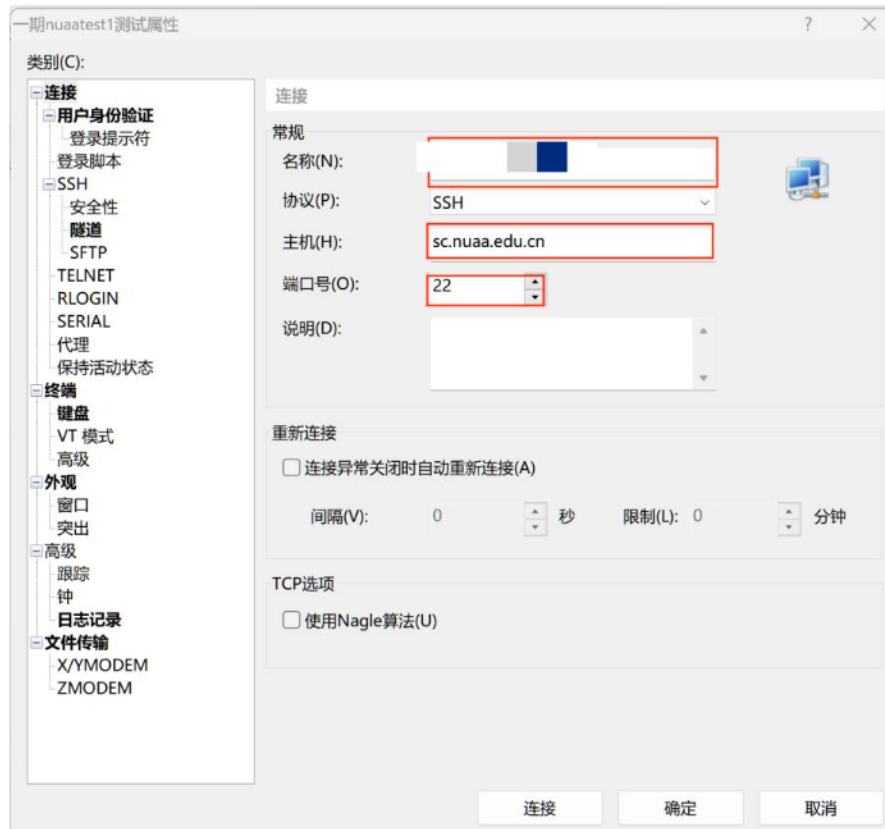 一期nuaatest1测试属性
类别(C):
连接
用户身份验证
登录提示符
登录脚本
SSH
安全性
隧道
SFTP
TELNET
RLOGIN
SERIAL
代理
保持活动状态
终端
键盘
VT 模式
高级
外观
窗口
突出
高级
跟踪
钟
日志记录
文件传输
X/YMODEM
ZMODEM
连接
常规
名称(N):
协议(P): SSH
主机(H): sc.nuaa.edu.cn
端口号(O): 22
说明(D):
重新连接
连接异常关闭时自动重新连接(A)
间隔(V): 0 秒 限制(L): 0 分钟
TCP选项
使用Nagle算法(U)
连接 确定 取消